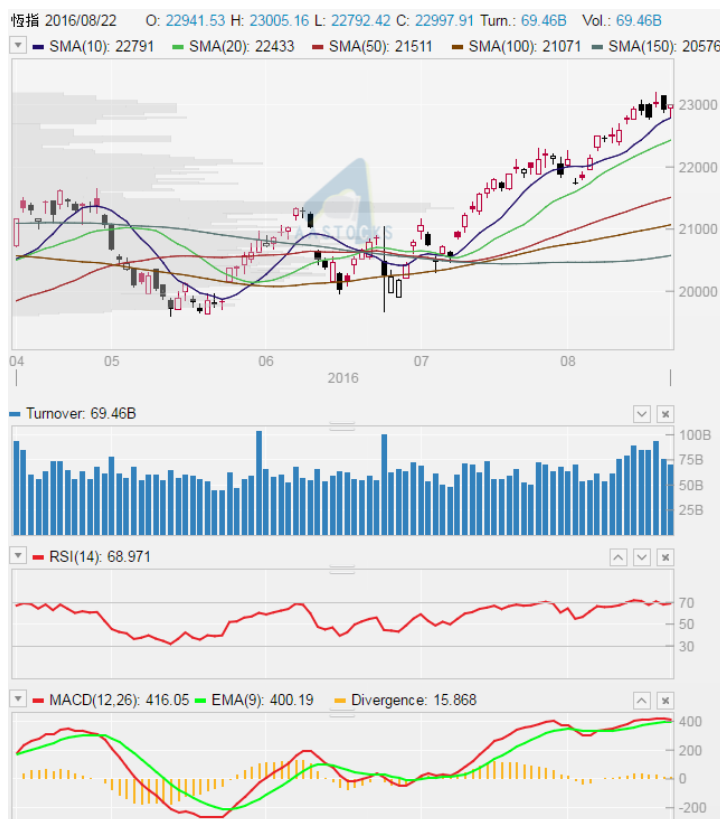 恆指 2016/08/22 O: 22941.53 H: 23005.16 L: 22792.42 C: 22997.91 Turn.: 69.46B Vol.: 69.46B
SMA(10): 22791 SMA(20): 22433 SMA(50): 21511 SMA(100): 21071 SMA(150): 20576
23000
22000
21000
20000
04 05 06 07 08
2016
Turnover: 69.46B
100B
75B
50B
25B
RSI(14): 68.971
70
50
30
MACD(12,26): 416.05 EMA(9): 400.19 Divergence: 15.868
400
200
0
-200